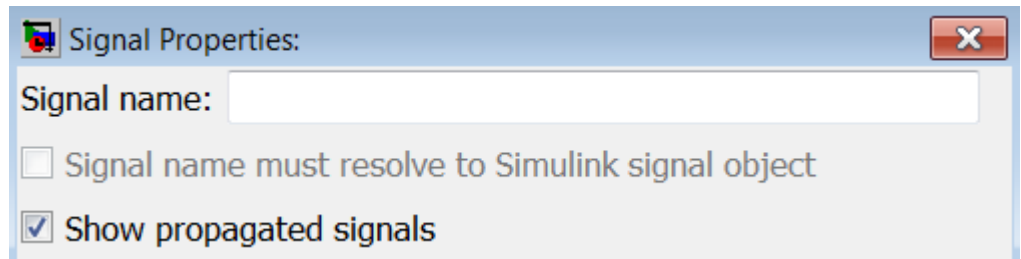 Signal Properties:
Signal name:
Signal name must resolve to Simulink signal object
Show propagated signals